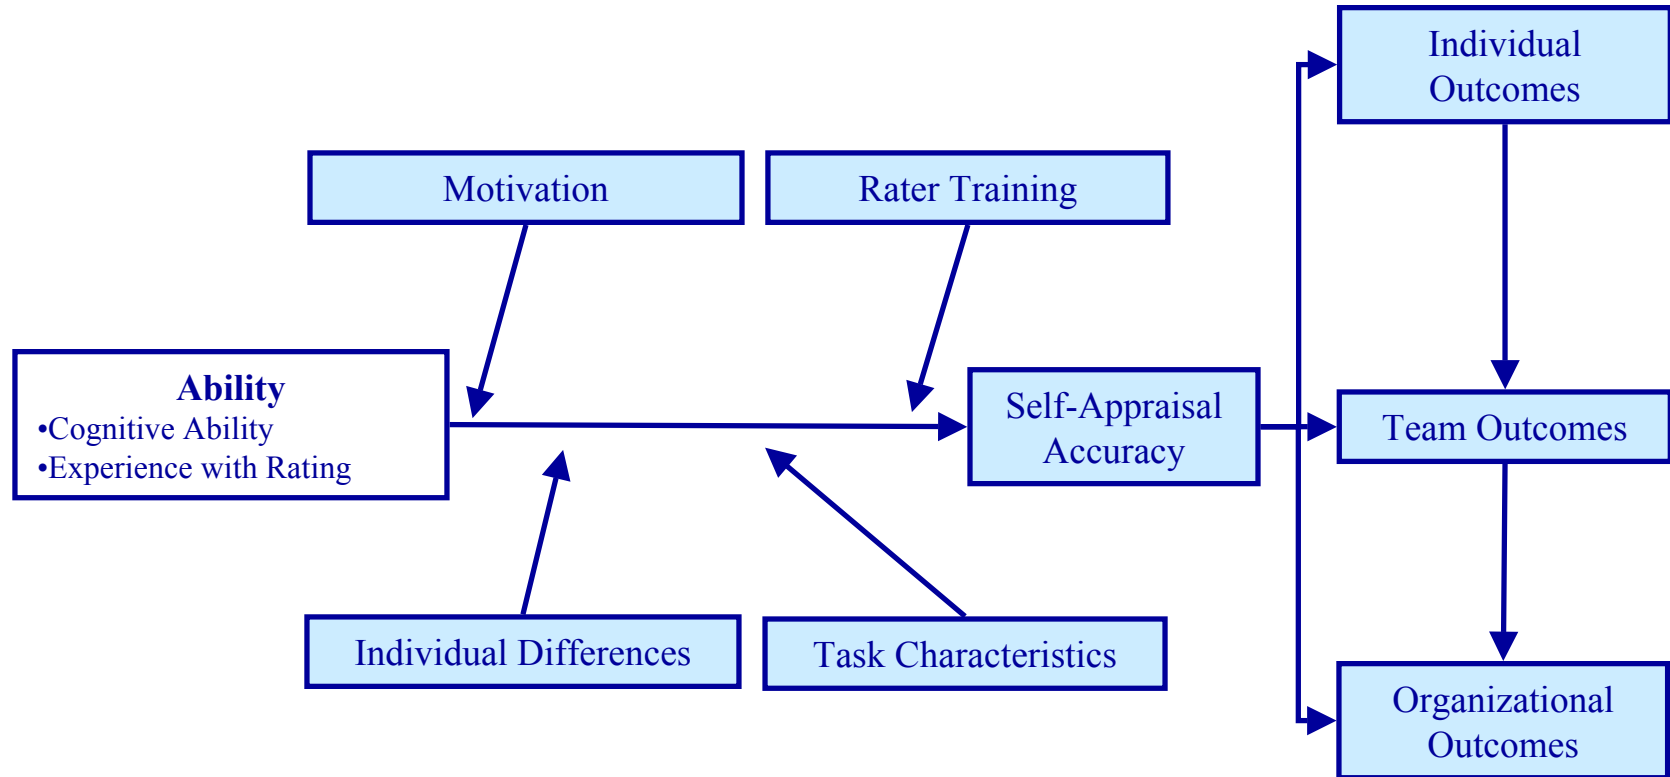 Individual
Outcomes
Motivation
Rater Training
Ability
•Cognitive Ability
•Experience with Rating
Self-Appraisal
Accuracy
Team Outcomes
Individual Differences
Task Characteristics
Organizational
Outcomes